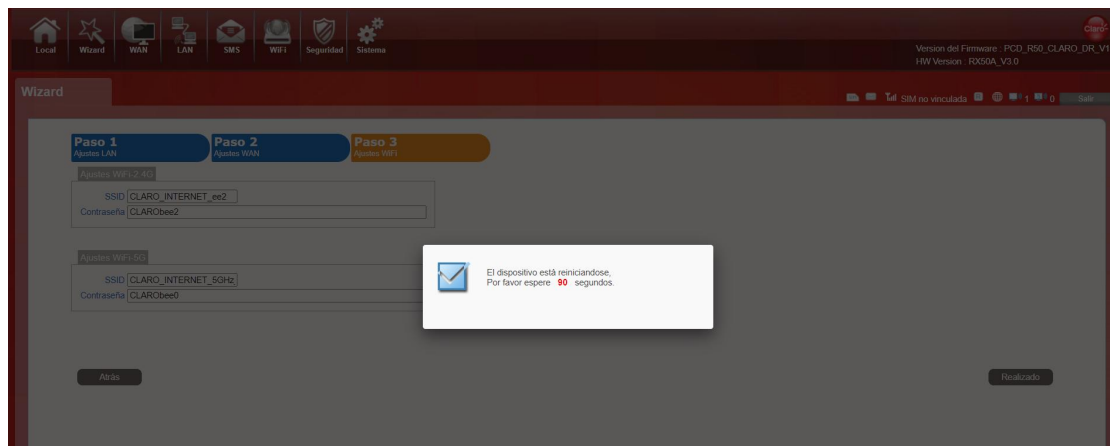 Claro
Local Wizard WAN LAN SMS WiFi Seguridad Sistema
Version del Firmware : PCD_R50_CLARO_DR_V1
HW Version : RX50A_V3.0
Wizard
SIM no vinculada 1 0 Salir
Paso 1 Paso 2 Paso 3
Ajustes LAN Ajustes WAN Ajustes WiFi
Ajustes WiFi-2.4G
SSID CLARO_INTERNET_ee2
Contraseña CLARObee2
Ajustes WiFi-5G
SSID CLARO_INTERNET_5GHz
Contraseña CLARObee0
El dispositivo está reiniciandose,
Por favor espere 90 segundos.
Atrás Realizado